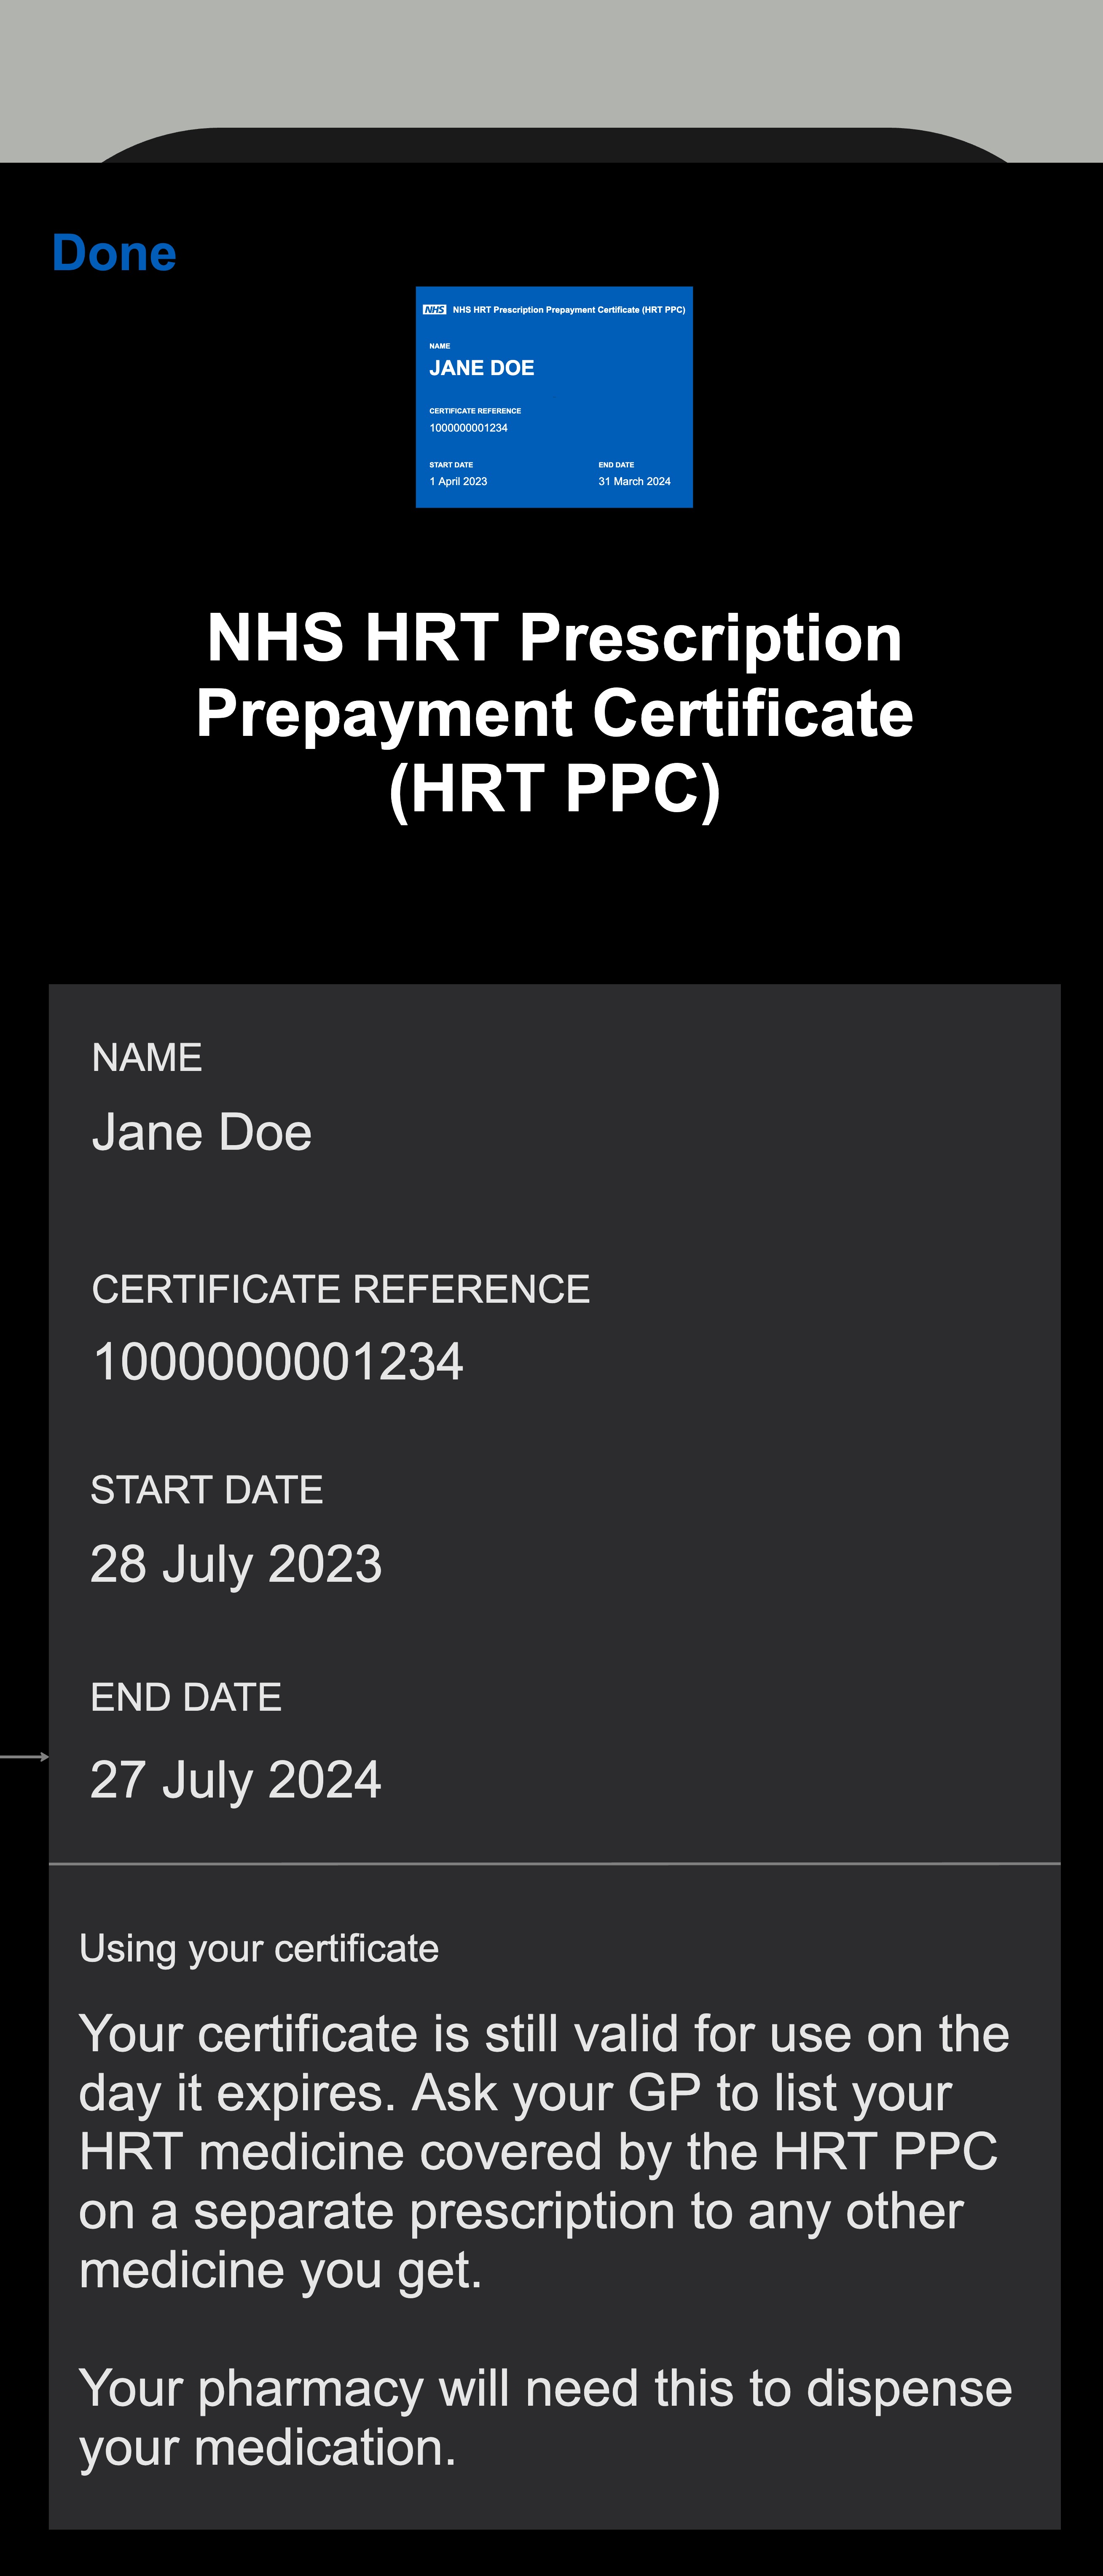 Done
NHS NHS HRT Prescription Prepayment Certificate (HRT PPC)
NAME
JANE DOE
CERTIFICATE REFERENCE
1000000001234
START DATE END DATE
1 April 2023 31 March 2024
NHS HRT Prescription
Prepayment Certificate
(HRT PPC)
NAME
Jane Doe
CERTIFICATE REFERENCE
1000000001234
START DATE
28 July 2023
END DATE
27 July 2024
Using your certificate
Your certificate is still valid for use on the
day it expires. Ask your GP to list your
HRT medicine covered by the HRT PPC
on a separate prescription to any other
medicine you get.
Your pharmacy will need this to dispense
your medication.